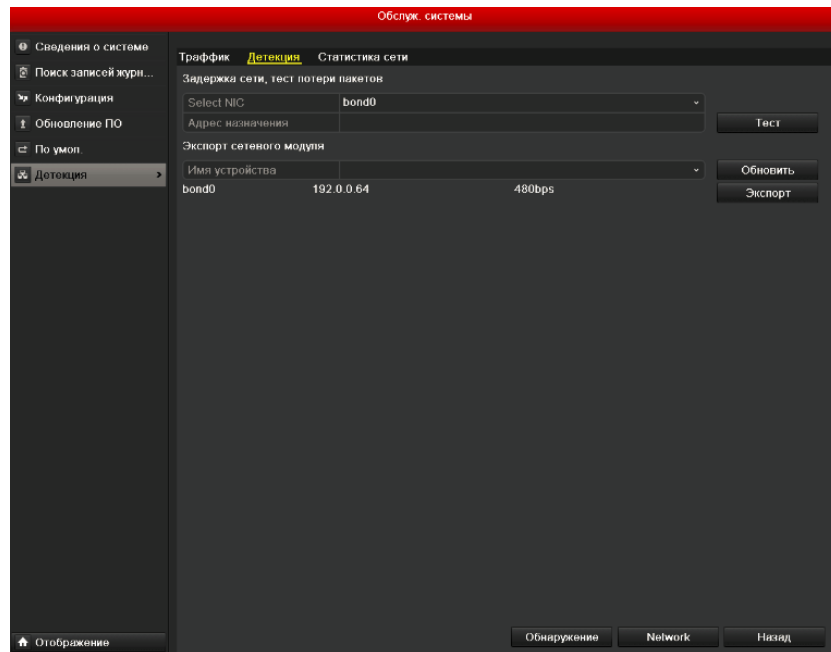 Обслуж. системы
Сведения о системе
Поиск записей журн...
Конфигурация
Обновление ПО
По умол.
Детекция
Траффик Детекция Статистика сети
Задержка сети, тест потери пакетов
Select NIC bond0
Адрес назначения Тест
Экспорт сетевого модуля
Имя устройства Обновить
bond0 192.0.0.64 480bps Экспорт
Отображение
Обнаружение Network Назад